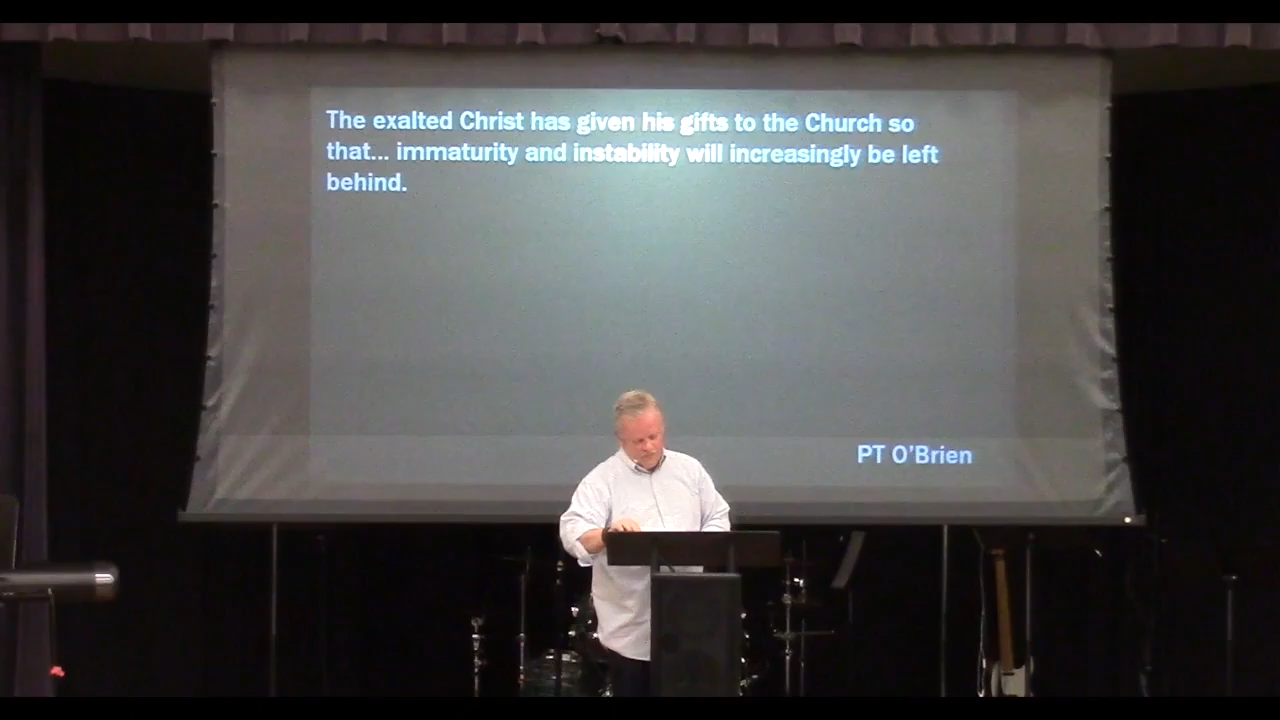 The exalted Christ has given his gifts to the Church so
that... immaturity and instability will increasingly be left
behind.
PT O'Brien